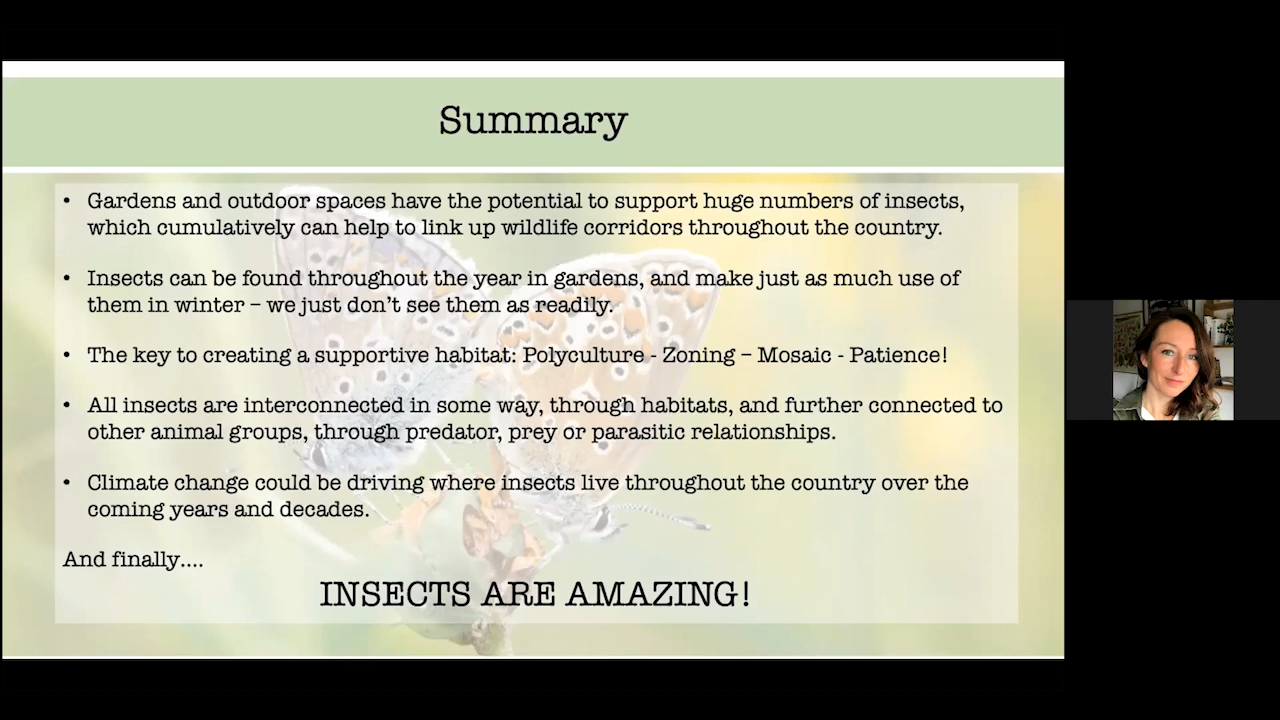 Summary
• Gardens and outdoor spaces have the potential to support huge numbers of insects,
which cumulatively can help to link up wildlife corridors throughout the country.
• Insects can be found throughout the year in gardens, and make just as much use of
them in winter – we just don’t see them as readily.
• The key to creating a supportive habitat: Polyculture - Zoning – Mosaic - Patience!
• All insects are interconnected in some way, through habitats, and further connected to
other animal groups, through predator, prey or parasitic relationships.
• Climate change could be driving where insects live throughout the country over the
coming years and decades.
And finally....
INSECTS ARE AMAZING!